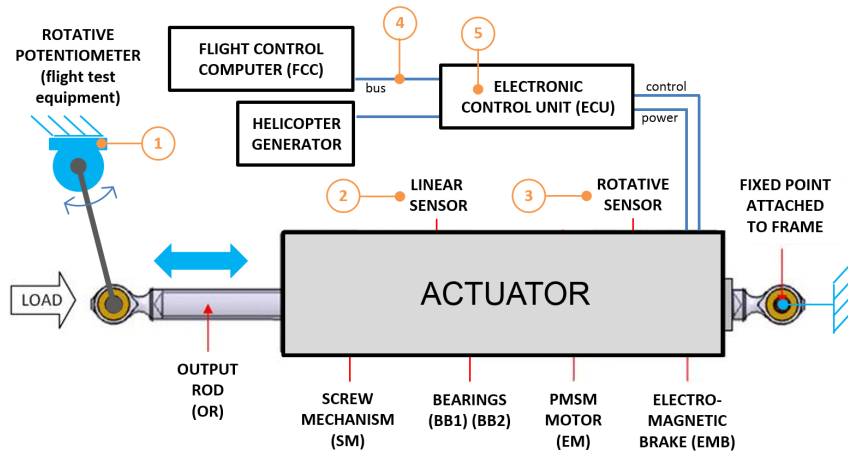 ROTATIVE
POTENTIOMETER
(flight test
equipment)
1
FLIGHT CONTROL
COMPUTER (FCC)
4
bus
5
ELECTRONIC
CONTROL UNIT (ECU)
control
power
HELICOPTER
GENERATOR
2
LINEAR
SENSOR
3
ROTATIVE
SENSOR
FIXED POINT
ATTACHED
TO FRAME
LOAD
ACTUATOR
OUTPUT
ROD
(OR)
SCREW
MECHANISM
(SM)
BEARINGS
(BB1) (BB2)
PMSM
MOTOR
(EM)
ELECTRO-
MAGNETIC
BRAKE (EMB)